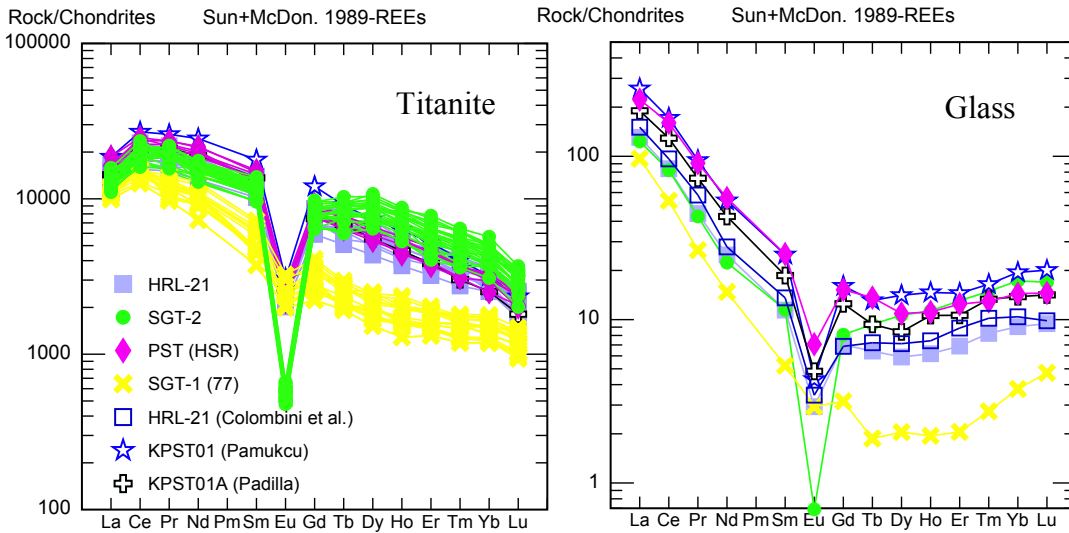 Rock/Chondrites Sun+McDon. 1989-REEs
100000
Titanite
10000
HRL-21
SGT-2
PST (HSR)
SGT-1 (77)
1000
HRL-21 (Colombini et al.)
KPST01 (Pamukcu)
KPST01A (Padilla)
100
La Ce Pr Nd Pm Sm Eu Gd Tb Dy Ho Er Tm Yb Lu
Rock/Chondrites Sun+McDon. 1989-REEs
Glass
100
10
1
La Ce Pr Nd Pm Sm Eu Gd Tb Dy Ho Er Tm Yb Lu